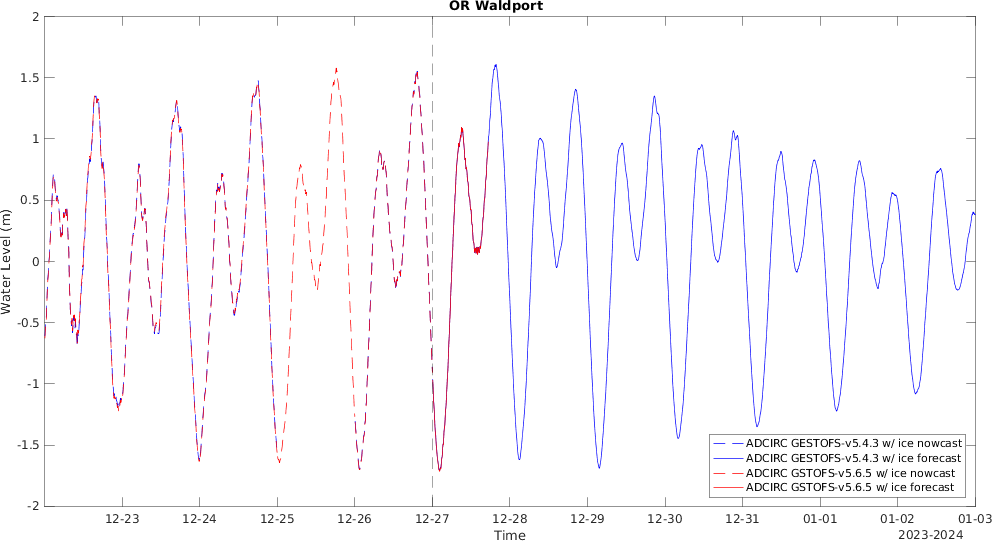 OR Waldport
2
1.5
1
0.5
0
-0.5
-1
-1.5
-2
Water Level (m)
ADCIRC GESTOFS-v5.4.3 w/ ice nowcast
ADCIRC GESTOFS-v5.4.3 w/ ice forecast
ADCIRC GSTOFS-v5.6.5 w/ ice nowcast
ADCIRC GSTOFS-v5.6.5 w/ ice forecast
12-23 12-24 12-25 12-26 12-27 12-28 12-29 12-30 12-31 01-01 01-02 01-03
Time
2023-2024